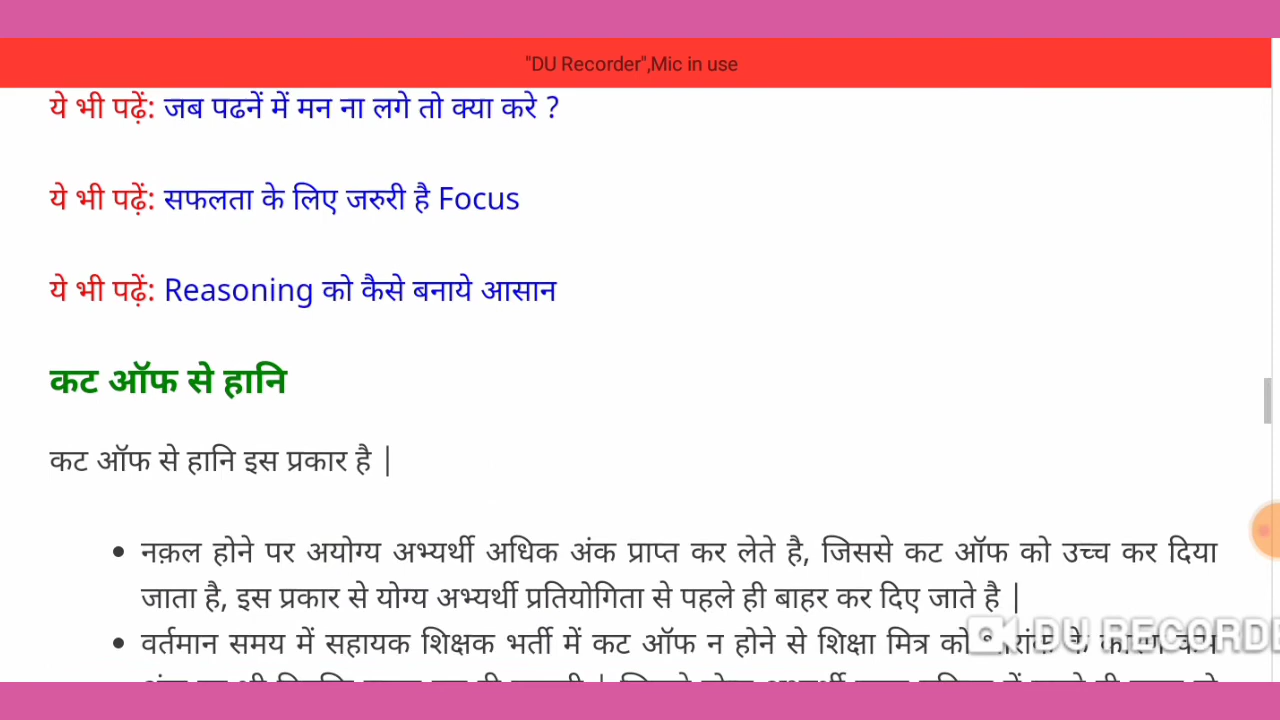 "DU Recorder",Mic in use
ये भी पढ़ें: जब पढनें में मन ना लगे तो क्या करे ?
ये भी पढ़ें: सफलता के लिए जरुरी है Focus
ये भी पढ़ें: Reasoning को कैसे बनाये आसान
कट ऑफ से हानि
कट ऑफ से हानि इस प्रकार है |
• नक़ल होने पर अयोग्य अभ्यर्थी अधिक अंक प्राप्त कर लेते है, जिससे कट ऑफ को उच्च कर दिया
जाता है, इस प्रकार से योग्य अभ्यर्थी प्रतियोगिता से पहले ही बाहर कर दिए जाते है |
• वर्तमान समय में सहायक शिक्षक भर्ती में कट ऑफ न होने से शिक्षा मित्र को
DU RECORDE